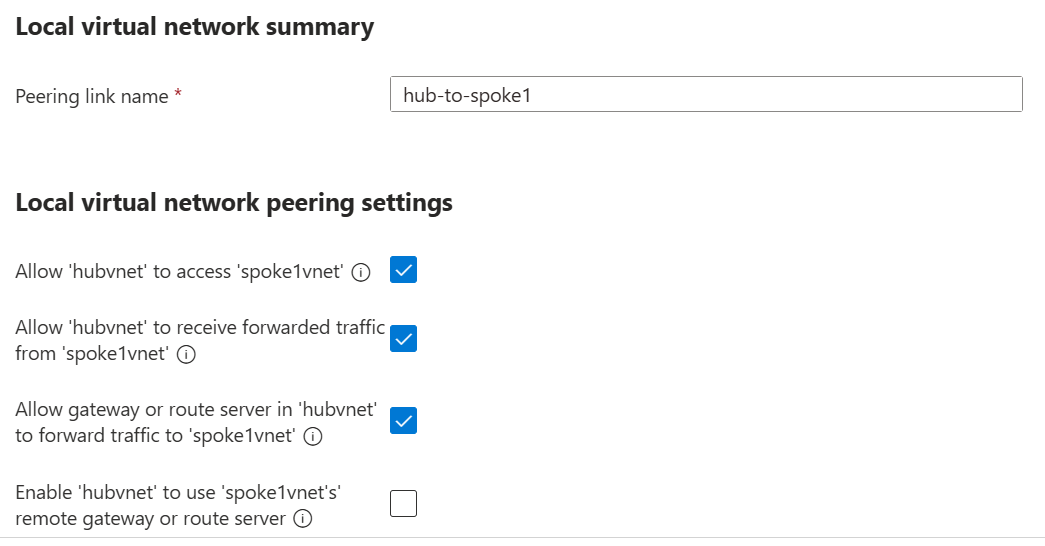 Local virtual network summary
Peering link name *
hub-to-spoke1
Local virtual network peering settings
Allow 'hubvnet' to access 'spoke1vnet'
Allow 'hubvnet' to receive forwarded traffic
from 'spoke1vnet'
Allow gateway or route server in 'hubvnet'
to forward traffic to 'spoke1vnet'
Enable 'hubvnet' to use 'spoke1vnet's'
remote gateway or route server